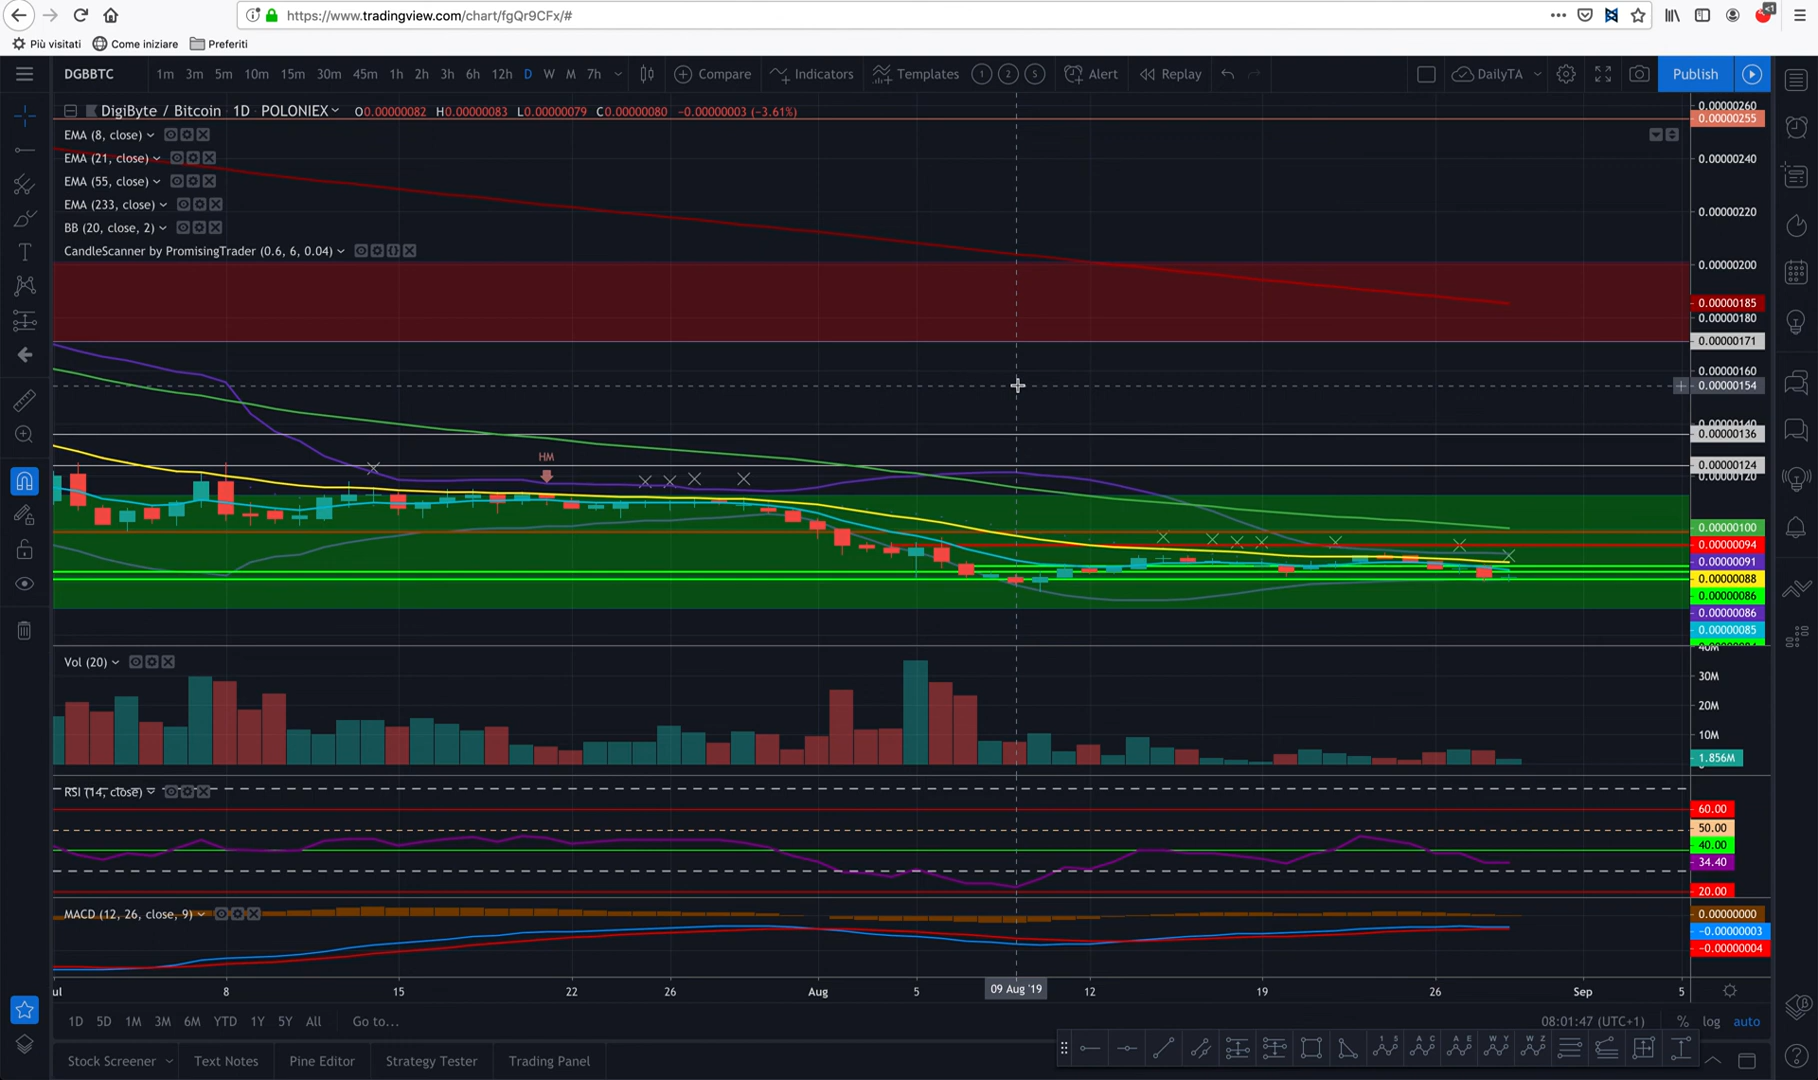 https://www.tradingview.com/chart/fgQr9CFx/#
Più visitati Come iniziare Preferiti
DGBBTC 1m 3m 5m 10m 15m 30m 45m 1h 2h 3h 6h 12h D W M 7h Compare Indicators Templates 1 2 5 Alert Replay DailyTA Publish
DigiByte / Bitcoin 1D POLONIEX O0.00000082 H0.00000083 L0.00000079 C0.00000080 −0.00000003 (−3.61%)
EMA (8, close)
EMA (21, close)
EMA (55, close)
EMA (233, close)
BB (20, close, 2)
CandleScanner by PromisingTrader (0.6, 6, 0.04)
HM
0.00000260
0.00000255
0.00000240
0.00000220
0.00000200
0.00000185
0.00000180
0.00000171
0.00000160
0.00000154
0.00000140
0.00000136
0.00000124
0.00000120
0.00000100
0.00000094
0.00000091
0.00000088
0.00000086
0.00000086
0.00000085
Vol (20)
40M
30M
20M
10M
1.856M
RSI (14, close)
60.00
50.00
40.00
34.40
20.00
MACD (12, 26, close, 9)
0.00000000
−0.00000003
−0.00000004
ul 8 15 22 26 Aug 5 09 Aug '19 12 19 26 Sep 5
1D 5D 1M 3M 6M YTD 1Y 5Y All Go to... 08:01:47 (UTC+1) % log auto
Stock Screener Text Notes Pine Editor Strategy Tester Trading Panel